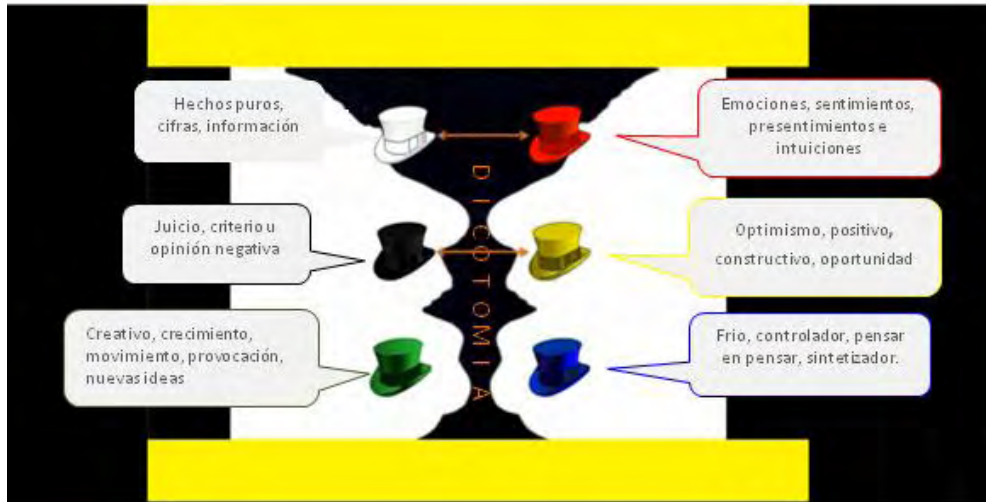 Hechos puros,
cifras, información
Emociones, sentimientos,
presentimientos e
intuiciones
Juicio, criterio u
opinión negativa
Optimismo, positivo,
constructivo, oportunidad
Creativo, crecimiento,
movimiento, provocación,
nuevas ideas
Frio, controlador, pensar
en pensar, sintetizador.
DICOTOMIA